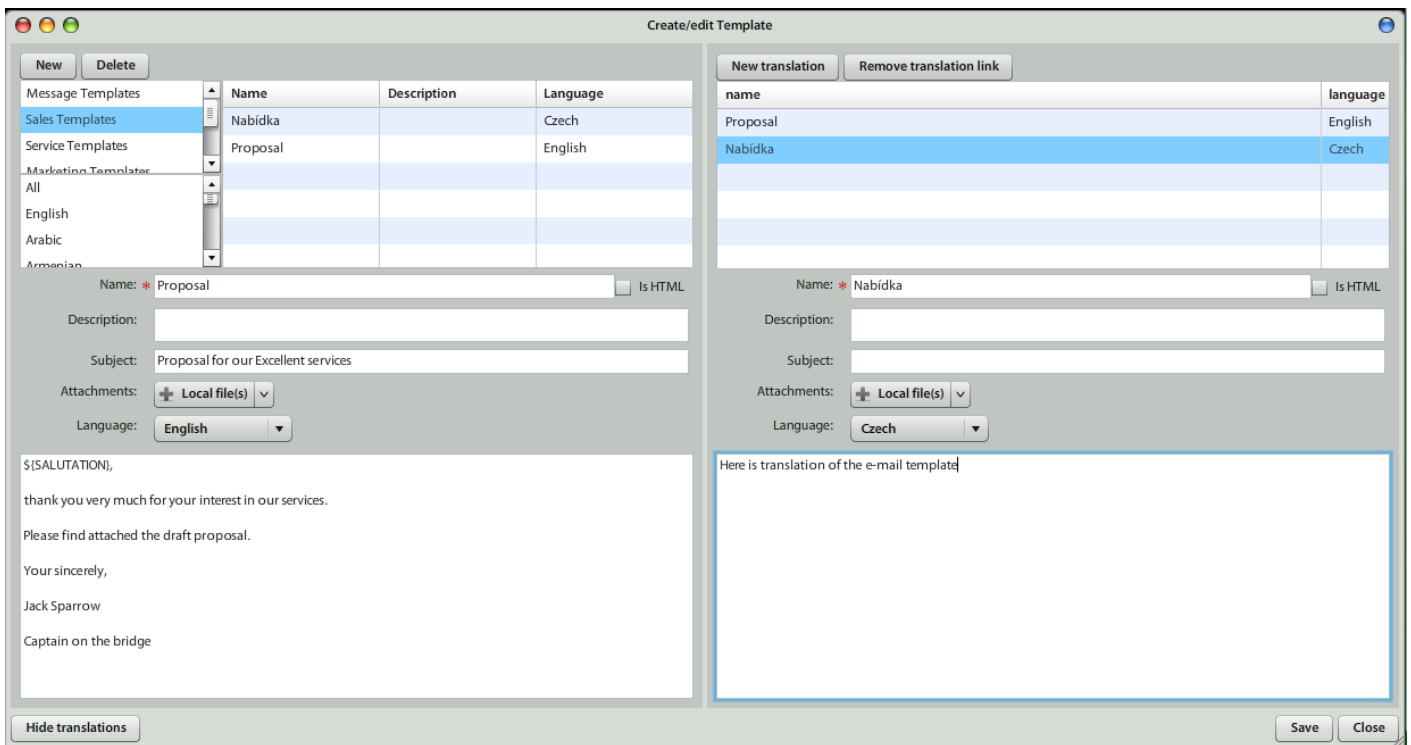 Create/edit Template
New Delete
Message Templates
Sales Templates
Service Templates
Marketing Templates
All
English
Arabic
Armenian
Name Description Language
Nabídka Czech
Proposal English
Name: * Proposal Is HTML
Description:
Subject: Proposal for our Excellent services
Attachments: Local file(s)
Language: English
${SALUTATION},
thank you very much for your interest in our services.
Please find attached the draft proposal.
Your sincerely,
Jack Sparrow
Captain on the bridge
New translation Remove translation link
name language
Proposal English
Nabídka Czech
Name: * Nabídka Is HTML
Description:
Subject:
Attachments: Local file(s)
Language: Czech
Here is translation of the e-mail template
Hide translations Save Close